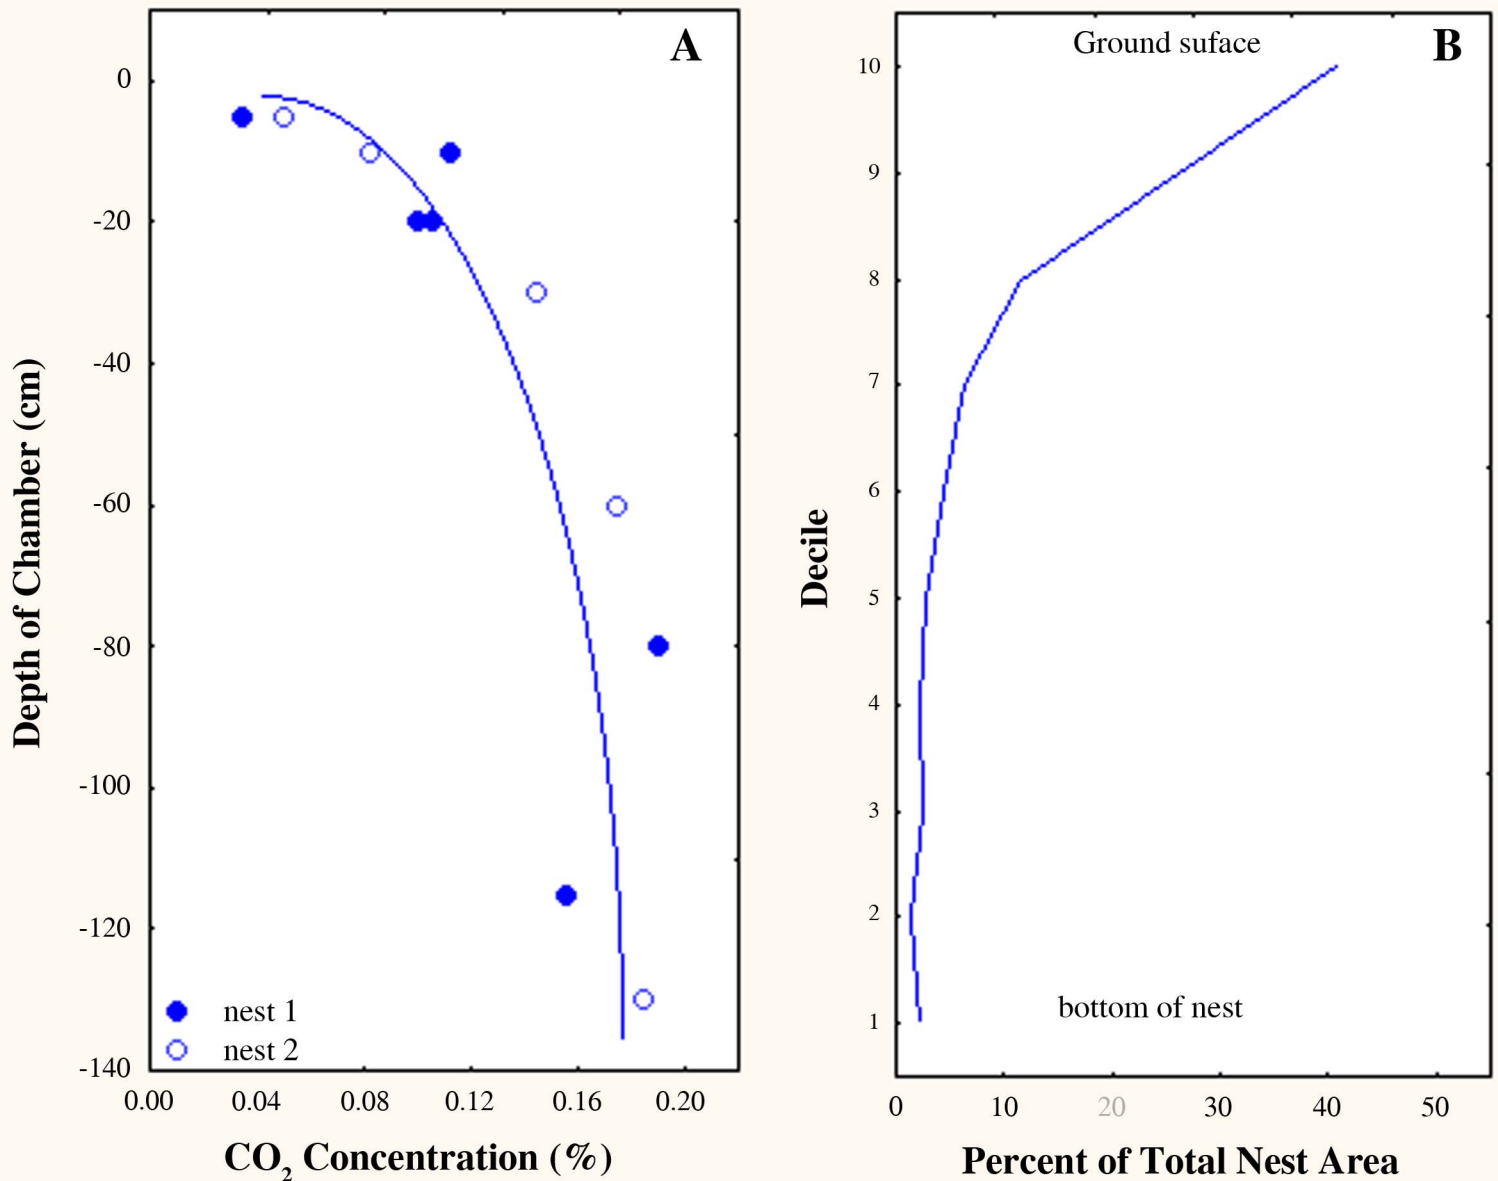 A
0
-20
-40
-60
-80
-100
-120
-140
0.00 0.04 0.08 0.12 0.16 0.20
Depth of Chamber (cm)
CO₂ Concentration (%)
nest 1
nest 2
B
Ground suface
10
9
8
7
6
5
4
3
2
1
bottom of nest
Decile
0 10 20 30 40 50
Percent of Total Nest Area